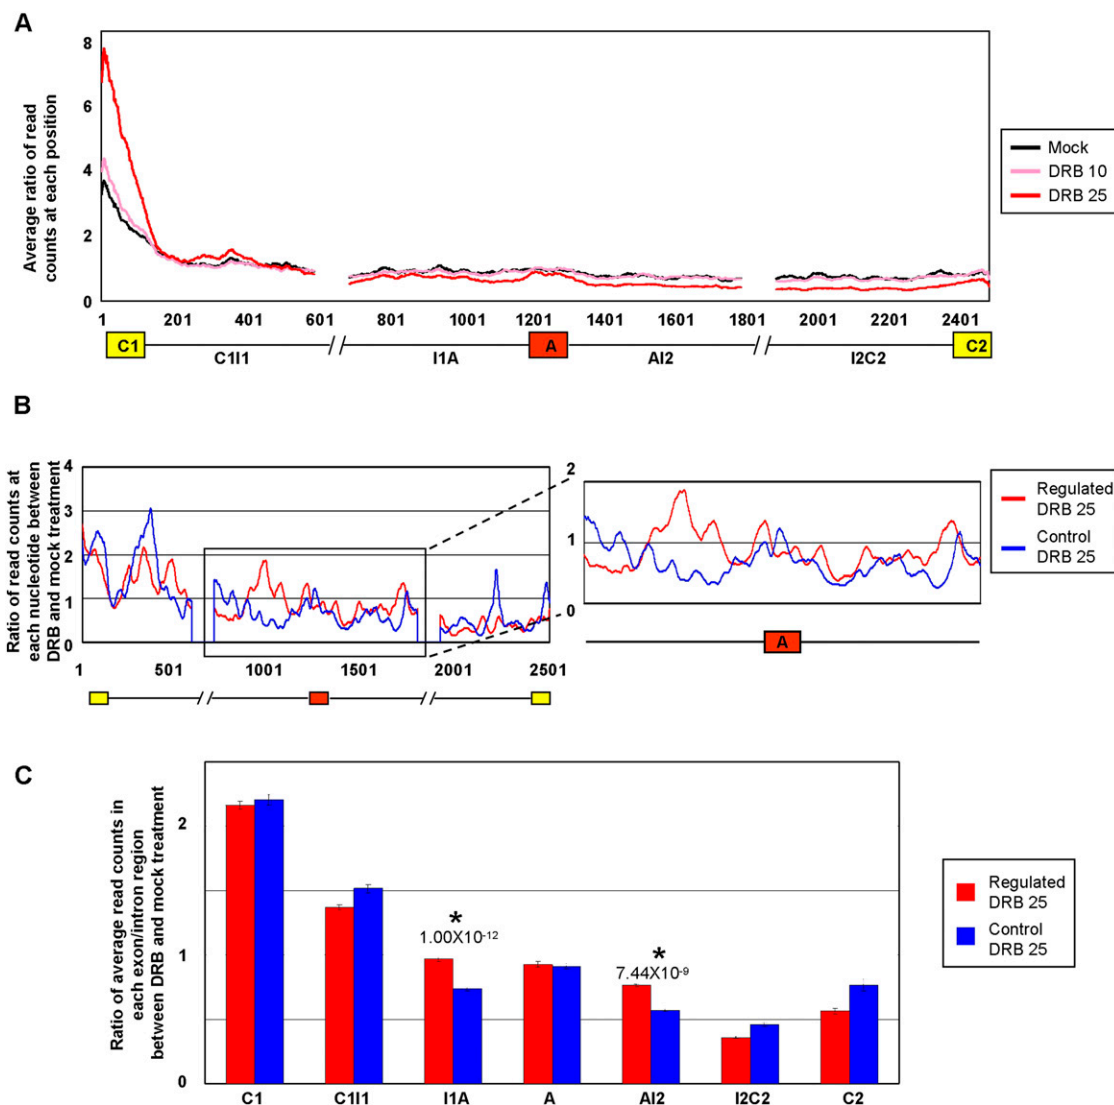 A
Average ratio of read
counts at each position
8
6
4
2
0
1 201 401 601 801 1001 1201 1401 1601 1801 2001 2201 2401
C1 A C2
C1I1 I1A AI2 I2C2
Mock
DRB 10
DRB 25
B
Ratio of read counts at
each nucleotide between
DRB and mock treatment
4
3
2
1
0
1 501 1001 1501 2001 2501
2
1
0
A
Regulated
DRB 25
Control
DRB 25
C
Ratio of average read counts in
each exon/intron region
between DRB and mock treatment
2
1
0
*
1.00X10⁻¹²
*
7.44X10⁻⁹
C1 C1I1 I1A A AI2 I2C2 C2
Regulated
DRB 25
Control
DRB 25